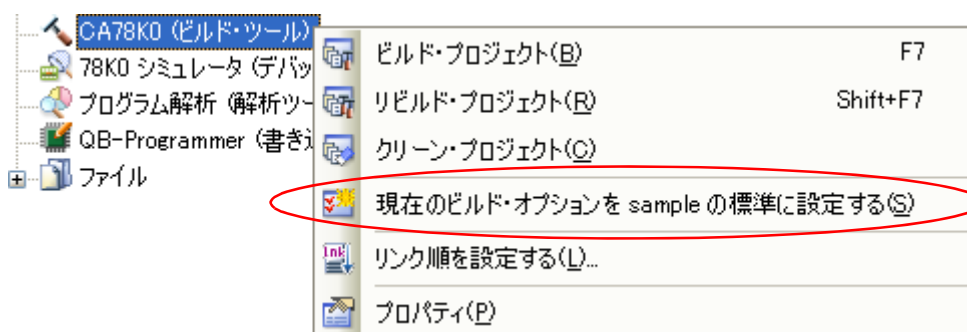 CA78K0 (ビルド・ツール)
78K0 シミュレータ (デバッ
プログラム解析 (解析ツー
QB-Programmer (書き込
ファイル
ビルド・プロジェクト(B) F7
リビルド・プロジェクト(R) Shift+F7
クリーン・プロジェクト(C)
現在のビルド・オプションを sample の標準に設定する(S)
リンク順を設定する(L)...
プロパティ(P)